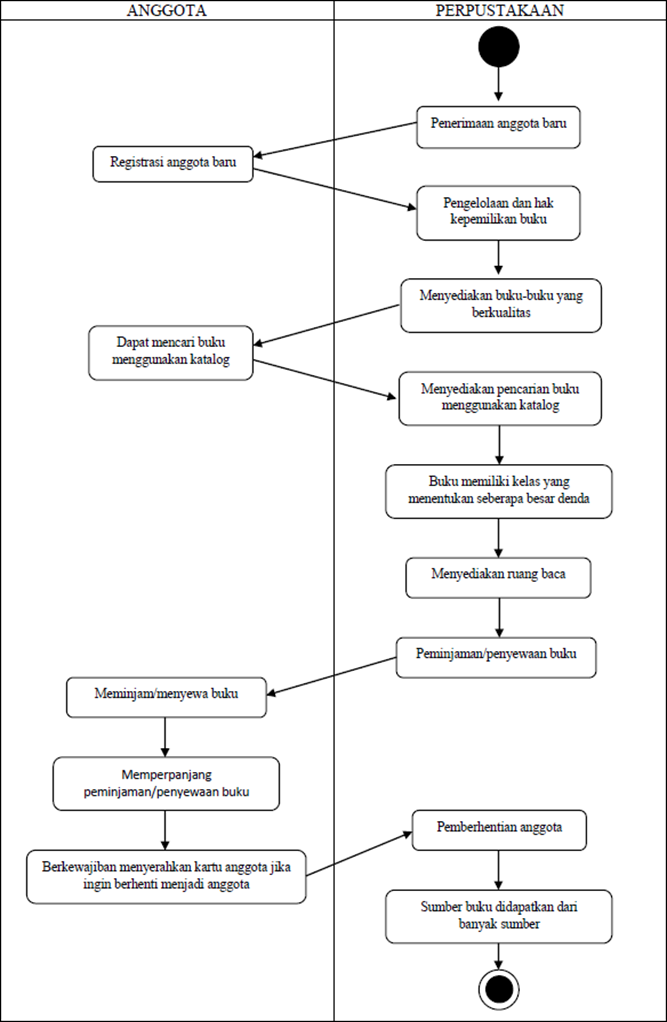 ANGGOTA
PERPUSTAKAAN
Penerimaan anggota baru
Registrasi anggota baru
Pengelolaan dan hak
kepemilikan buku
Menyediakan buku-buku yang
berkualitas
Dapat mencari buku
menggunakan katalog
Menyediakan pencarian buku
menggunakan katalog
Buku memiliki kelas yang
menentukan seberapa besar denda
Menyediakan ruang baca
Peminjaman/penyewaan buku
Meminjam/menyewa buku
Memperpanjang
peminjaman/penyewaan buku
Berkewajiban menyerahkan kartu anggota jika
ingin berhenti menjadi anggota
Pemberhentian anggota
Sumber buku didapatkan dari
banyak sumber